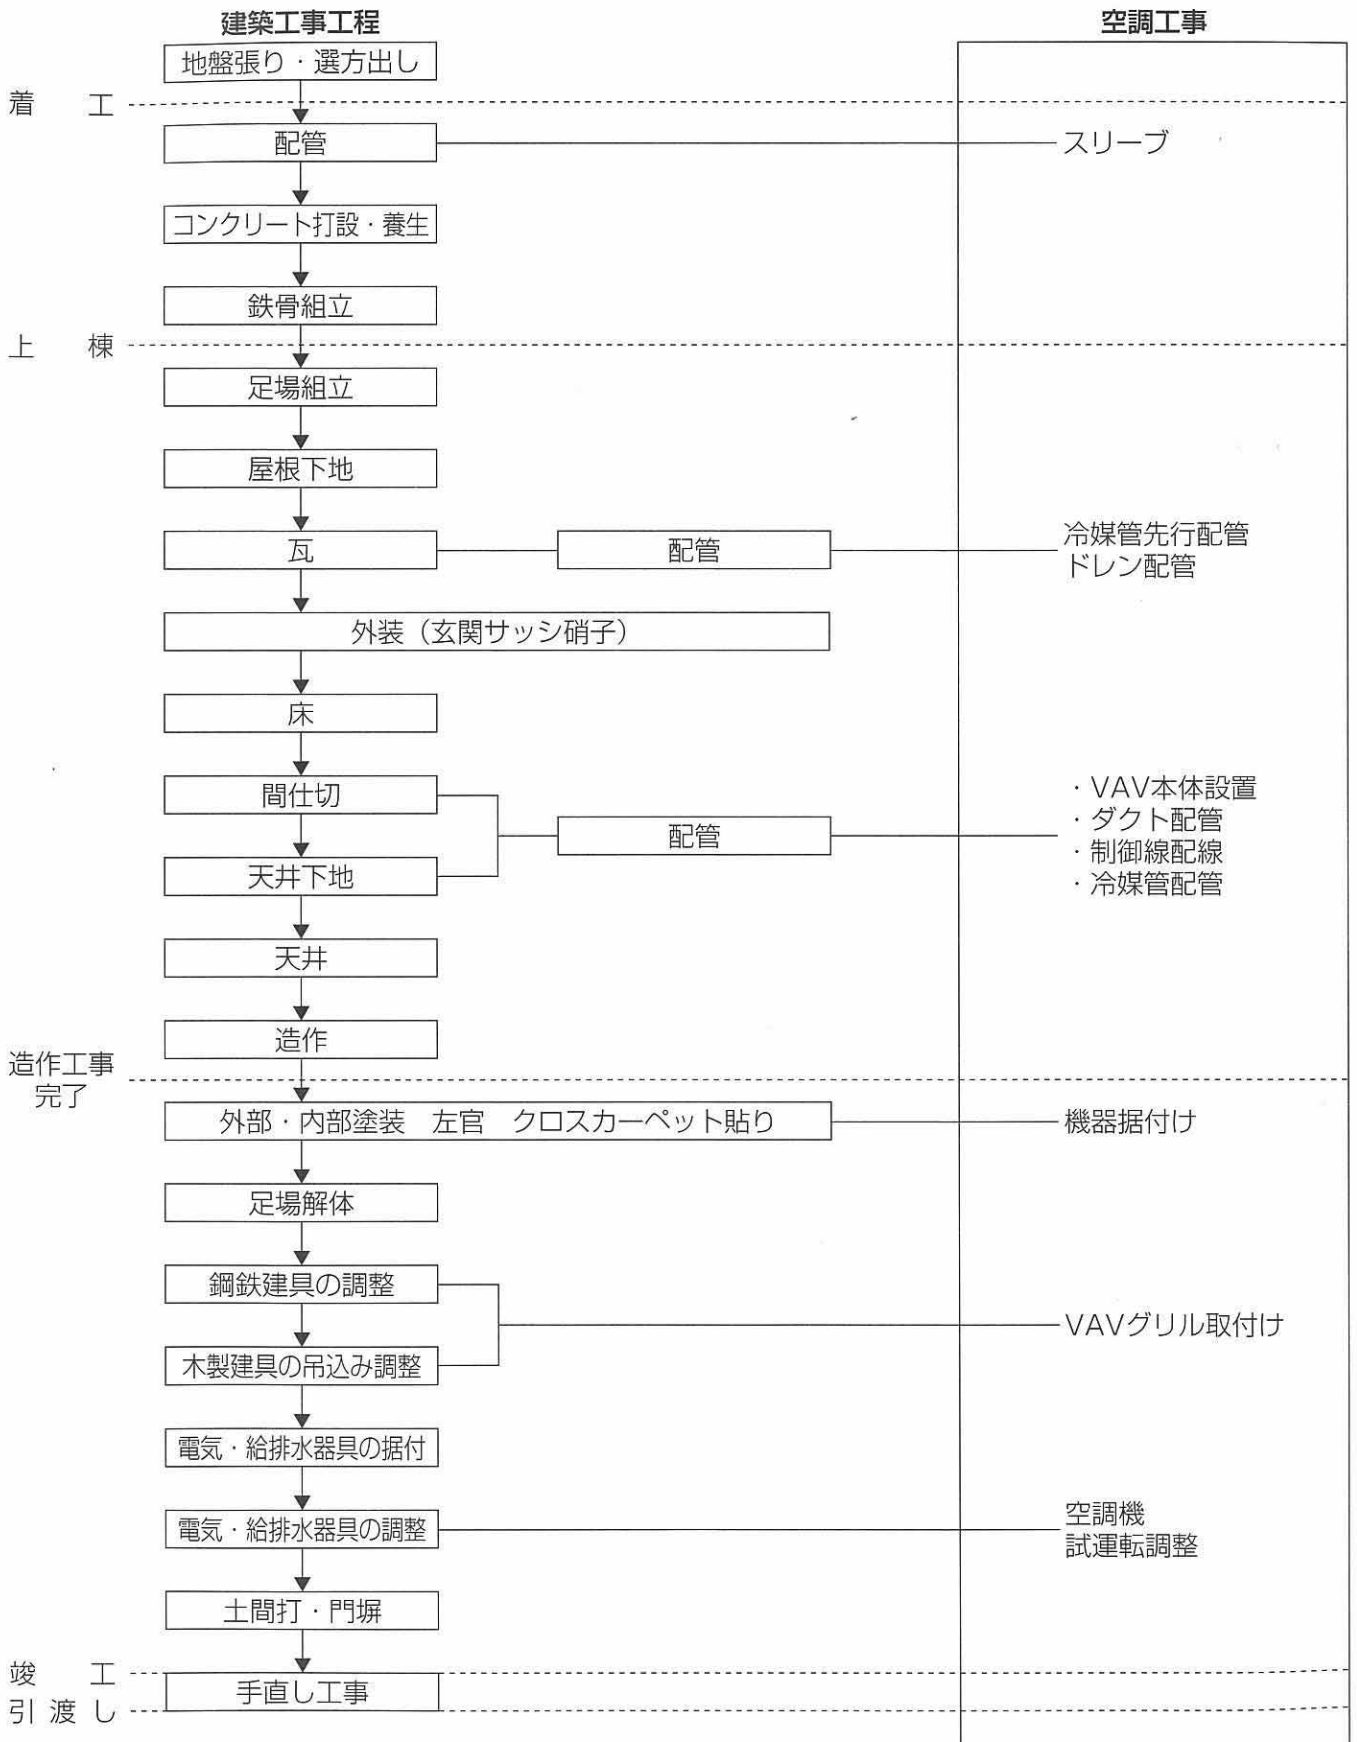 建築工事工程
空調工事
地盤張り・選方出し
着 工
配管
スリーブ
コンクリート打設・養生
鉄骨組立
上 棟
足場組立
屋根下地
瓦
配管
冷媒管先行配管
ドレン配管
外装（玄関サッシ硝子）
床
間仕切
配管
・VAV本体設置
・ダクト配管
・制御線配線
・冷媒管配管
天井下地
天井
造作
造作工事
完了
外部・内部塗装 左官 クロスカーペット貼り
機器据付け
足場解体
鋼鉄建具の調整
VAVグリル取付け
木製建具の吊込み調整
電気・給排水器具の据付
電気・給排水器具の調整
空調機
試運転調整
土間打・門塀
竣 工
手直し工事
引 渡 し